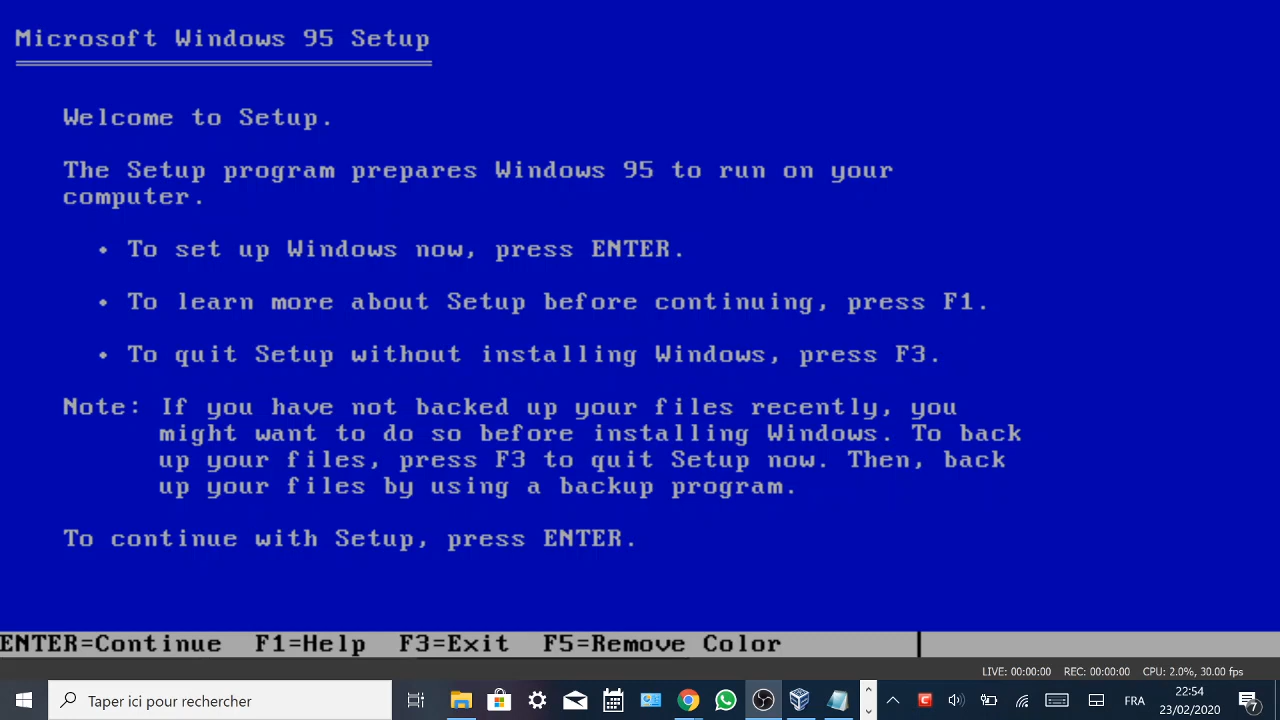 Microsoft Windows 95 Setup
Welcome to Setup.
The Setup program prepares Windows 95 to run on your
computer.
• To set up Windows now, press ENTER.
• To learn more about Setup before continuing, press F1.
• To quit Setup without installing Windows, press F3.
Note: If you have not backed up your files recently, you
might want to do so before installing Windows. To back
up your files, press F3 to quit Setup now. Then, back
up your files by using a backup program.
To continue with Setup, press ENTER.
ENTER=Continue F1=Help F3=Exit F5=Remove Color
LIVE: 00:00:00 REC: 00:00:00 CPU: 2.0%, 30.00 fps
Taper ici pour rechercher
FRA
22:54
23/02/2020
7